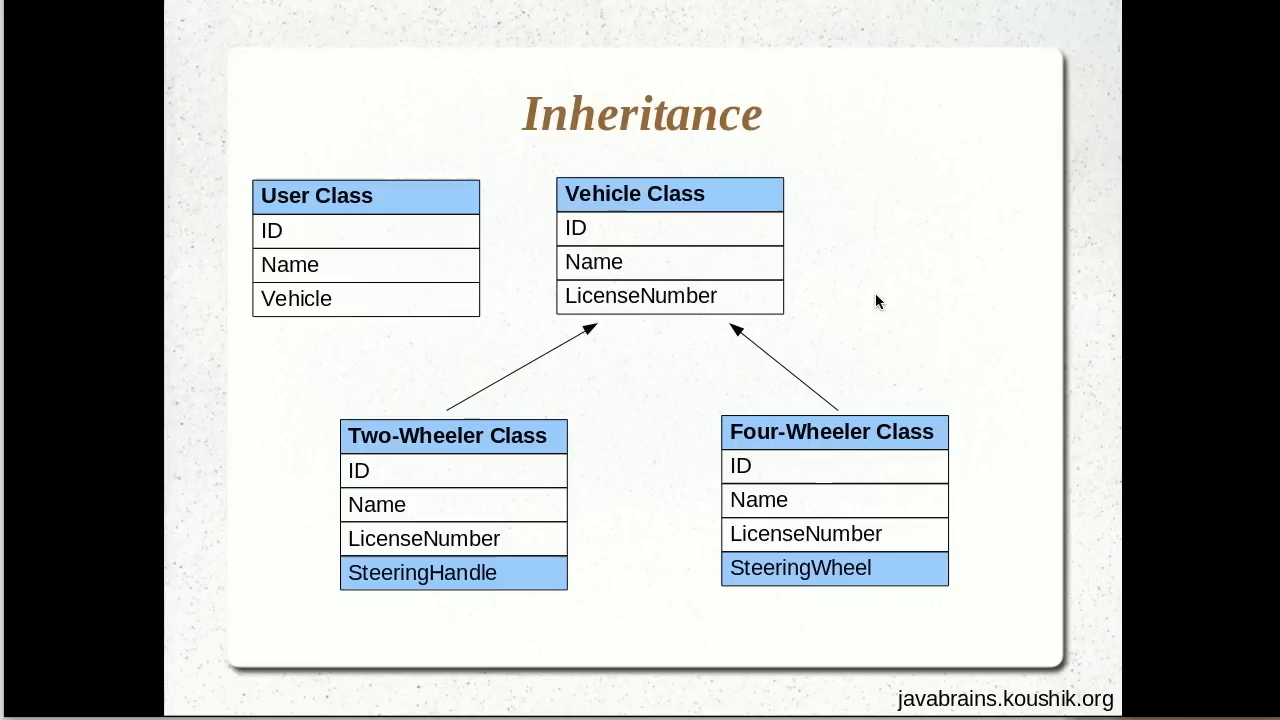 Inheritance
User Class
ID
Name
Vehicle
Vehicle Class
ID
Name
LicenseNumber
Two-Wheeler Class
ID
Name
LicenseNumber
SteeringHandle
Four-Wheeler Class
ID
Name
LicenseNumber
SteeringWheel
javabrains.koushik.org